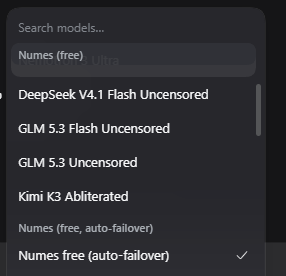 Search models...
Numes (free)
Ultra
DeepSeek V4.1 Flash Uncensored
GLM 5.3 Flash Uncensored
GLM 5.3 Uncensored
Kimi K3 Abliterated
Numes (free, auto-failover)
Numes free (auto-failover)